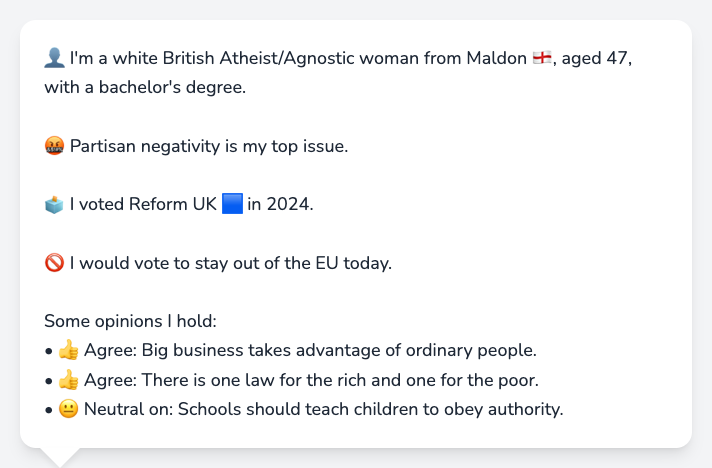 👤 I'm a white British Atheist/Agnostic woman from Maldon 🏴󠁧󠁢󠁥󠁮󠁧󠁿, aged 47,
with a bachelor's degree.
🤬 Partisan negativity is my top issue.
🗳️ I voted Reform UK 🟦 in 2024.
🚫 I would vote to stay out of the EU today.
Some opinions I hold:
• 👍 Agree: Big business takes advantage of ordinary people.
• 👍 Agree: There is one law for the rich and one for the poor.
• 😐 Neutral on: Schools should teach children to obey authority.